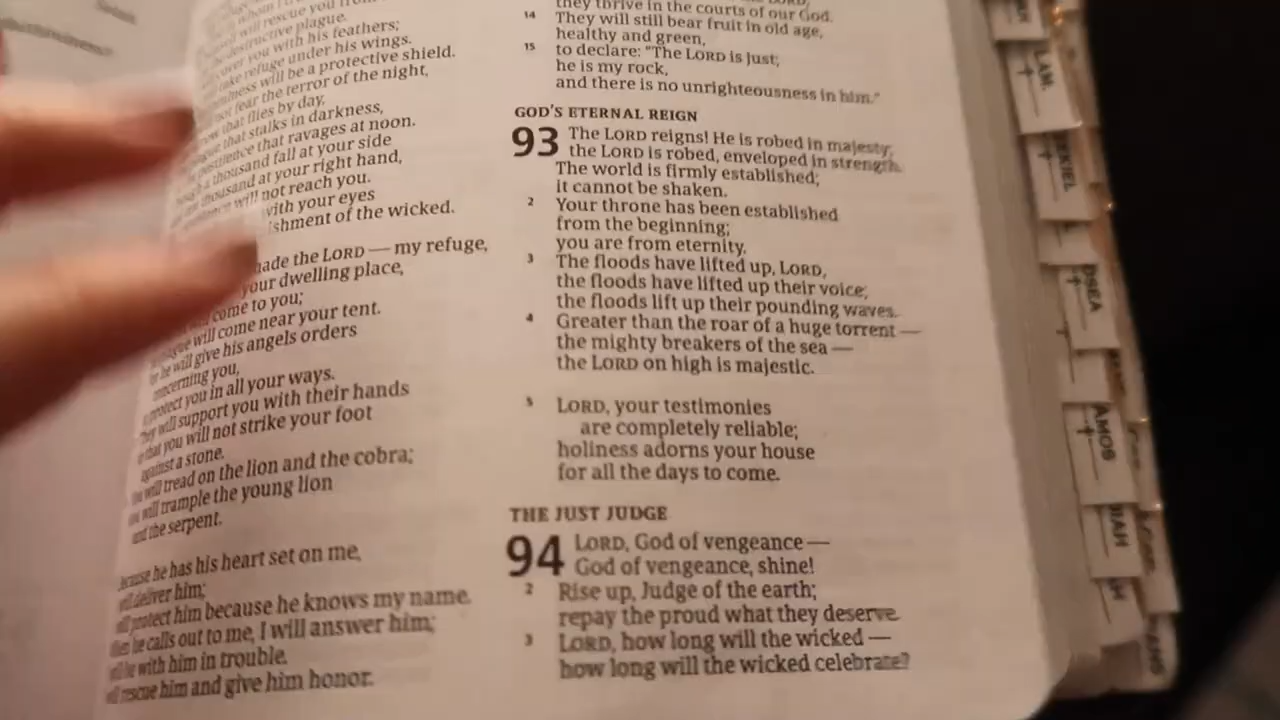 will rescue you
destructive plague.
cover you with his feathers;
take refuge under his wings.
will be a protective shield.
not fear the terror of the night,
that flies by day,
that stalks in darkness,
pestilence that ravages at noon.
a thousand fall at your side
thousand at your right hand,
will not reach you.
with your eyes
of the wicked.
made the LORD — my refuge,
your dwelling place,
come to you;
will come near your tent.
he will give his angels orders
concerning you,
protect you in all your ways.
They will support you with their hands
that you will not strike your foot
against a stone.
will tread on the lion and the cobra;
will trample the young lion
and the serpent.
he has his heart set on me,
deliver him;
protect him because he knows my name.
he calls out to me, I will answer him;
be with him in trouble.
rescue him and give him honor.
they thrive in the courts of our God.
14 They will still bear fruit in old age,
healthy and green,
15 to declare: "The LORD is just;
he is my rock,
and there is no unrighteousness in him."
GOD'S ETERNAL REIGN
93 The LORD reigns! He is robed in majesty;
the LORD is robed, enveloped in strength.
The world is firmly established;
it cannot be shaken.
2 Your throne has been established
from the beginning;
you are from eternity.
3 The floods have lifted up, LORD,
the floods have lifted up their voice;
the floods lift up their pounding waves.
4 Greater than the roar of a huge torrent —
the mighty breakers of the sea —
the LORD on high is majestic.
5 LORD, your testimonies
are completely reliable;
holiness adorns your house
for all the days to come.
THE JUST JUDGE
94 LORD, God of vengeance —
God of vengeance, shine!
2 Rise up, Judge of the earth;
repay the proud what they deserve.
3 LORD, how long will the wicked —
how long will the wicked celebrate?
LAM.
AMOS